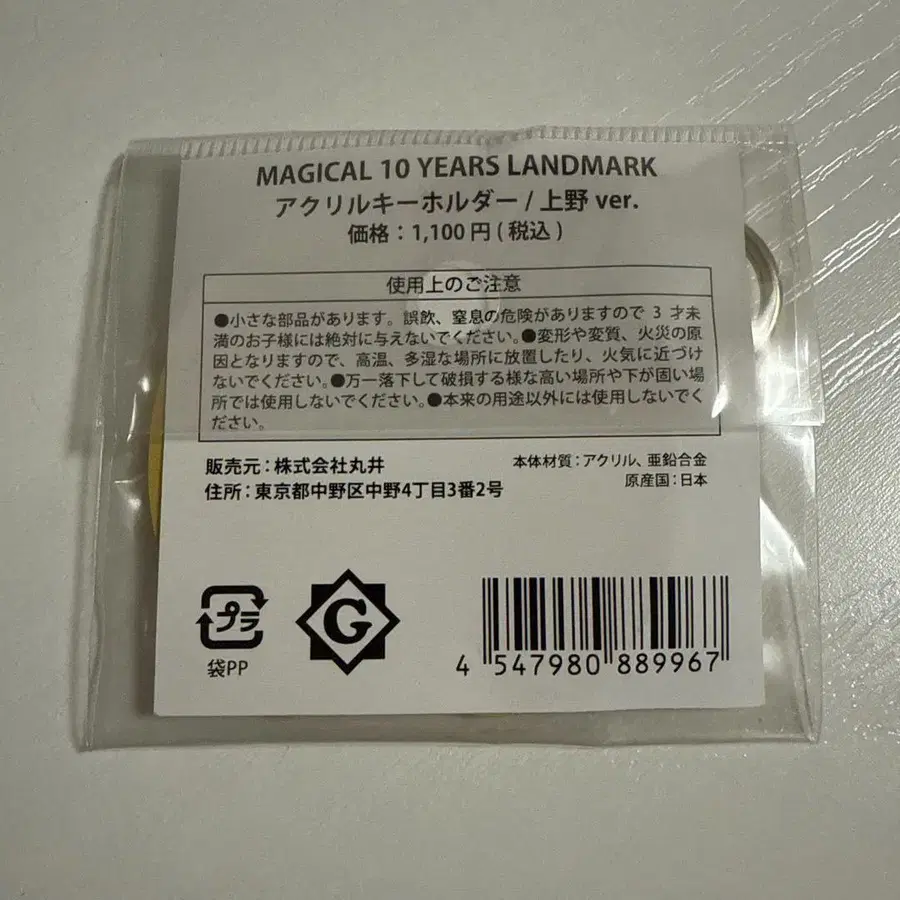 MAGICAL 10 YEARS LANDMARK
アクリルキーホルダー / 上野 ver.
価格：1,100円(税込)
使用上のご注意
●小さな部品があります。誤飲、窒息の危険がありますので3才未
満のお子様には絶対に与えないでください。●変形や変質、火災の原
因となりますので、高温、多湿な場所に放置したり、火気に近づけ
ないでください。●万一落下して破損する様な高い場所や下が固い場
所では使用しないでください。●本来の用途以外には使用しないでく
ださい。
販売元：株式会社丸井
住所：東京都中野区中野4丁目3番2号
本体材質：アクリル、亜鉛合金
原産国：日本
プラ
袋PP
G
4 547980 889967